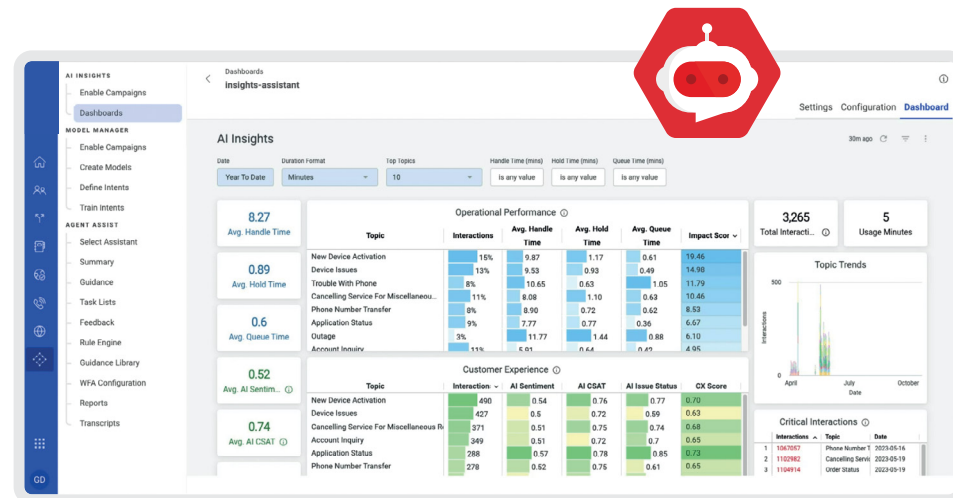 AI INSIGHTS
Enable Campaigns
Dashboards
MODEL MANAGER
Enable Campaigns
Create Models
Define Intents
Train Intents
AGENT ASSIST
Select Assistant
Summary
Guidance
Task Lists
Feedback
Rule Engine
Guidance Library
WFA Configuration
Reports
Transcripts
GD
Dashboards
insights-assistant
Settings Configuration Dashboard
AI Insights
30m ago
Date Duration Format Top Topics Handle Time (mins) Hold Time (mins) Queue Time (mins)
Year To Date Minutes 10 is any value is any value is any value
8.27
Avg. Handle Time
0.89
Avg. Hold Time
0.6
Avg. Queue Time
0.52
Avg. AI Sentim...
0.74
Avg. AI CSAT
Operational Performance
Topic Interactions Avg. Handle Time Avg. Hold Time Avg. Queue Time Impact Scor
New Device Activation 15% 9.87 1.17 0.61 19.46
Device Issues 13% 9.53 0.93 0.49 14.98
Trouble With Phone 8% 10.65 0.63 1.05 11.79
Cancelling Service For Miscellaneou... 11% 8.08 1.10 0.63 10.46
Phone Number Transfer 8% 8.90 0.72 0.62 8.53
Application Status 9% 7.77 0.77 0.36 6.67
Outage 3% 11.77 1.44 0.88 6.10
Account Inquiry 11% 5.91 0.64 0.42 4.95
Customer Experience
Topic Interaction: AI Sentiment AI CSAT AI Issue Status CX Score
New Device Activation 490 0.54 0.76 0.77 0.70
Device Issues 427 0.5 0.72 0.59 0.63
Cancelling Service For Miscellaneous R 371 0.51 0.75 0.74 0.68
Account Inquiry 349 0.51 0.72 0.7 0.65
Application Status 288 0.57 0.78 0.85 0.73
Phone Number Transfer 278 0.52 0.75 0.61 0.65
3,265
Total Interacti...
5
Usage Minutes
Topic Trends
500
Interactions
0
April July October
Date
Critical Interactions
Interactions Topic Date
1 1067057 Phone Number T 2023-05-16
2 1102982 Cancelling Servic 2023-05-19
3 1104914 Order Status 2023-05-19